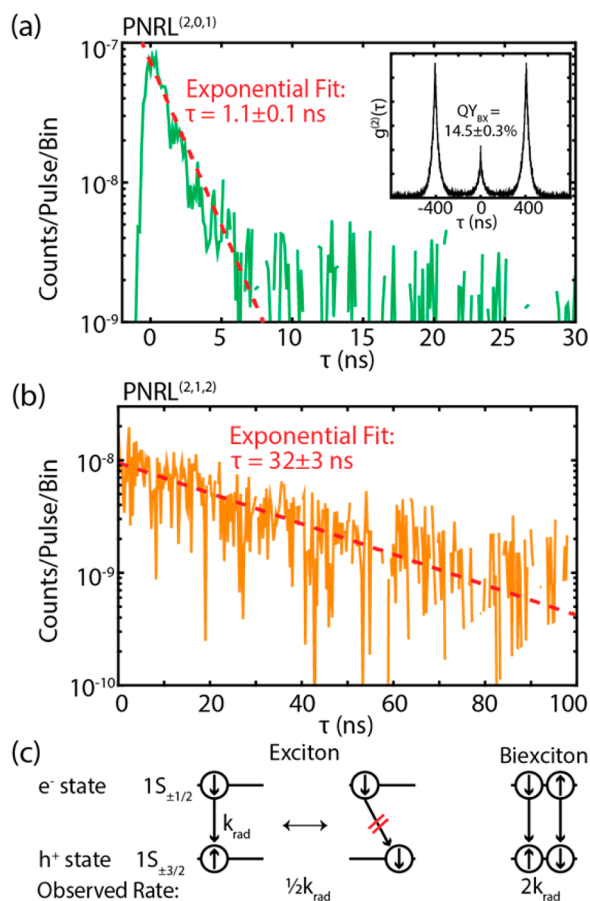 (a)
PNRL(2,0,1)
10-7
10-8
10-9
Counts/Pulse/Bin
Exponential Fit:
τ = 1.1±0.1 ns
g(2)(τ)
QYBX =
14.5±0.3%
-400 0 400
τ (ns)
0 5 10 15 20 25 30
τ (ns)
(b)
PNRL(2,1,2)
10-8
10-9
10-10
Counts/Pulse/Bin
Exponential Fit:
τ = 32±3 ns
0 20 40 60 80 100
τ (ns)
(c)
Exciton Biexciton
e- state 1S±1/2
krad
h+ state 1S±3/2
Observed Rate: ½krad 2krad